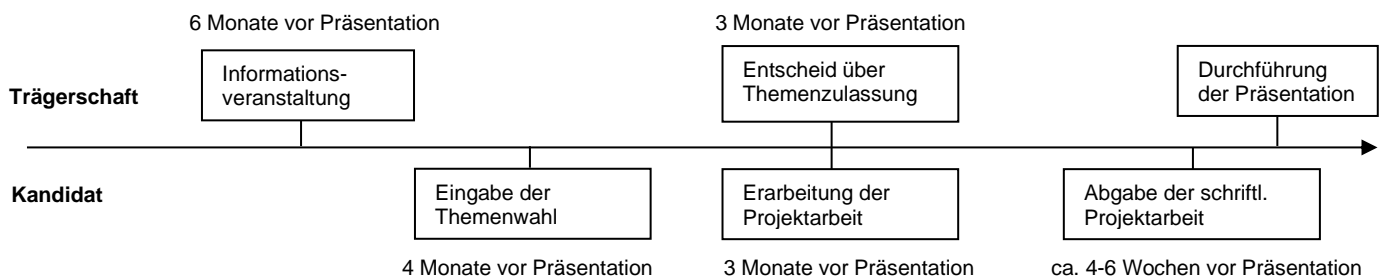 6 Monate vor Präsentation
3 Monate vor Präsentation
Informations-
veranstaltung
Entscheid über
Themenzulassung
Durchführung
der Präsentation
Trägerschaft
Kandidat
Eingabe der
Themenwahl
Erarbeitung der
Projektarbeit
Abgabe der schriftl.
Projektarbeit
4 Monate vor Präsentation
3 Monate vor Präsentation
ca. 4-6 Wochen vor Präsentation